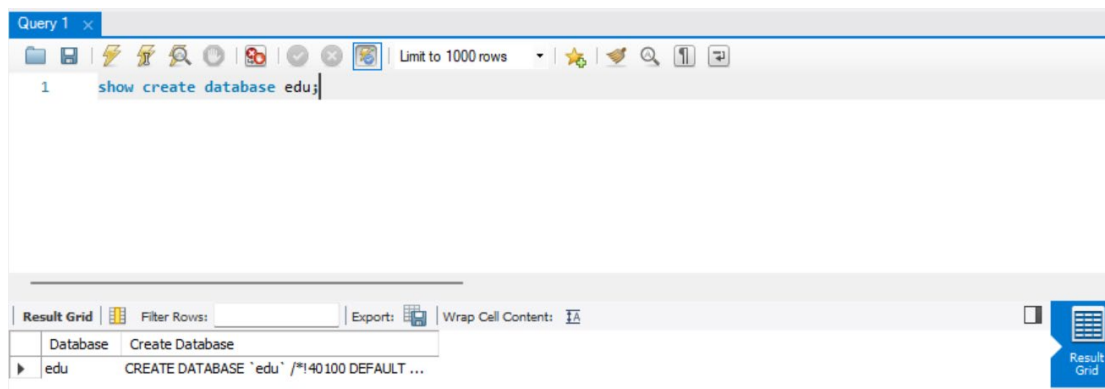 Query 1
Limit to 1000 rows
1 show create database edu;
Result Grid Filter Rows: Export: Wrap Cell Content: IA
Database Create Database
edu CREATE DATABASE `edu` /*!40100 DEFAULT ...
Result
Grid